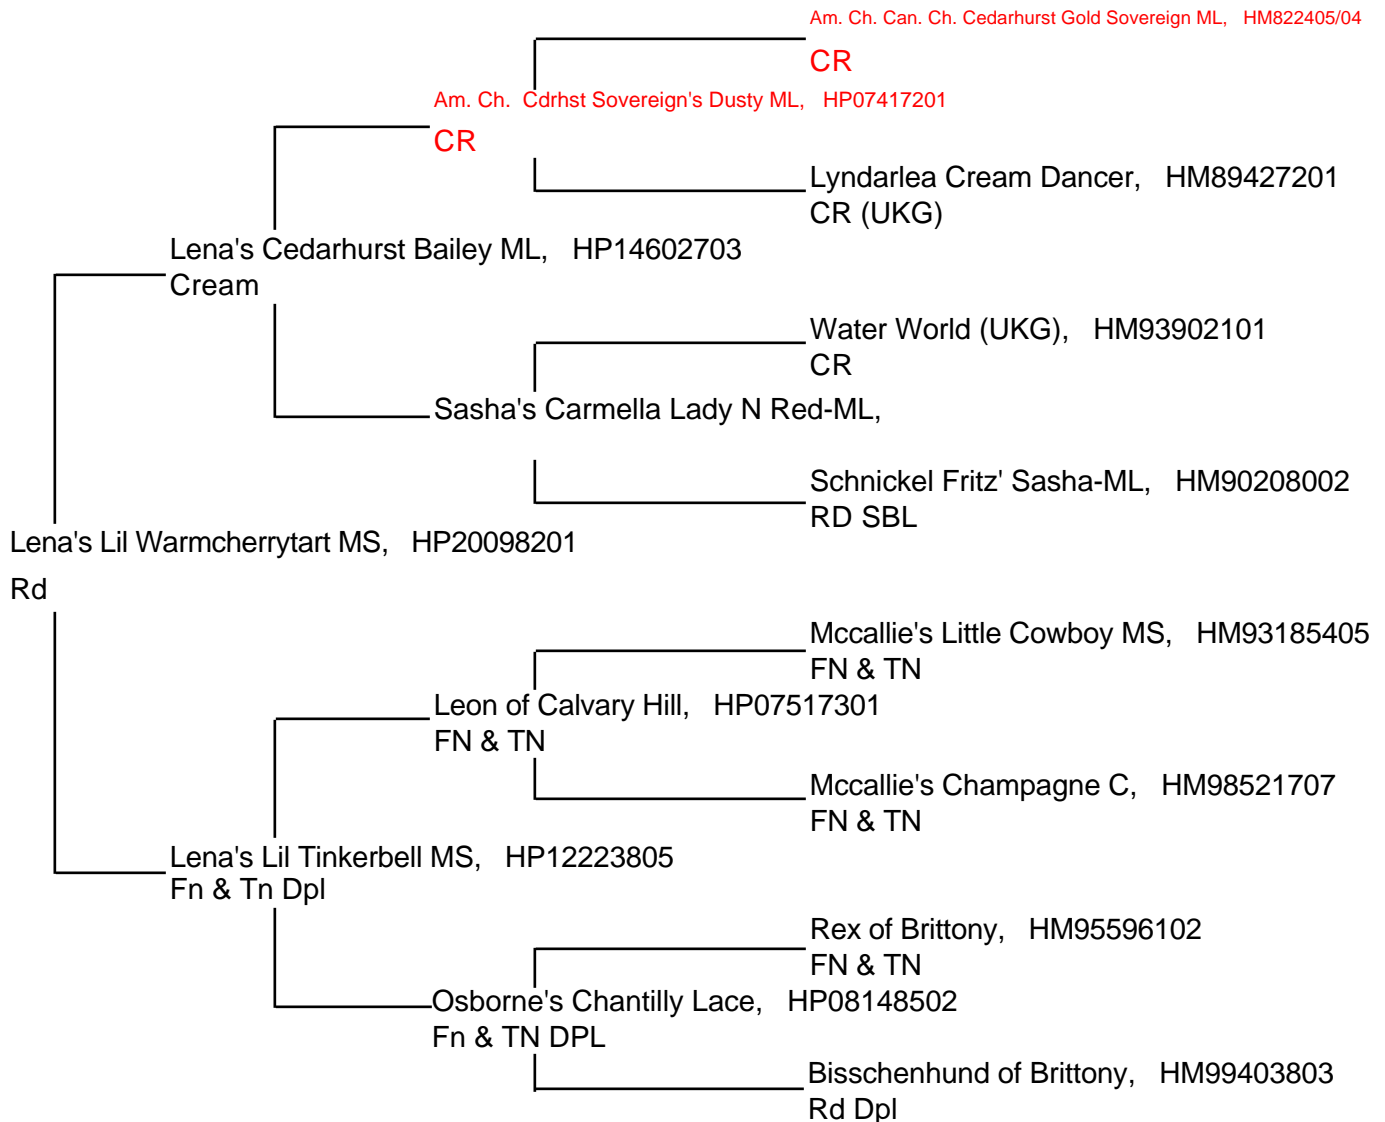 Am. Ch. Can. Ch. Cedarhurst Gold Sovereign ML, HM822405/04
CR
Am. Ch. Cdrhst Sovereign's Dusty ML, HP07417201
CR
Lyndarlea Cream Dancer, HM89427201
CR (UKG)
Lena's Cedarhurst Bailey ML, HP14602703
Cream
Water World (UKG), HM93902101
CR
Sasha's Carmella Lady N Red-ML,
Schnickel Fritz' Sasha-ML, HM90208002
RD SBL
Lena's Lil Warmcherrytart MS, HP20098201
Rd
Mccallie's Little Cowboy MS, HM93185405
FN & TN
Leon of Calvary Hill, HP07517301
FN & TN
Mccallie's Champagne C, HM98521707
FN & TN
Lena's Lil Tinkerbell MS, HP12223805
Fn & Tn Dpl
Rex of Brittony, HM95596102
FN & TN
Osborne's Chantilly Lace, HP08148502
Fn & TN DPL
Bisschenhund of Brittony, HM99403803
Rd Dpl